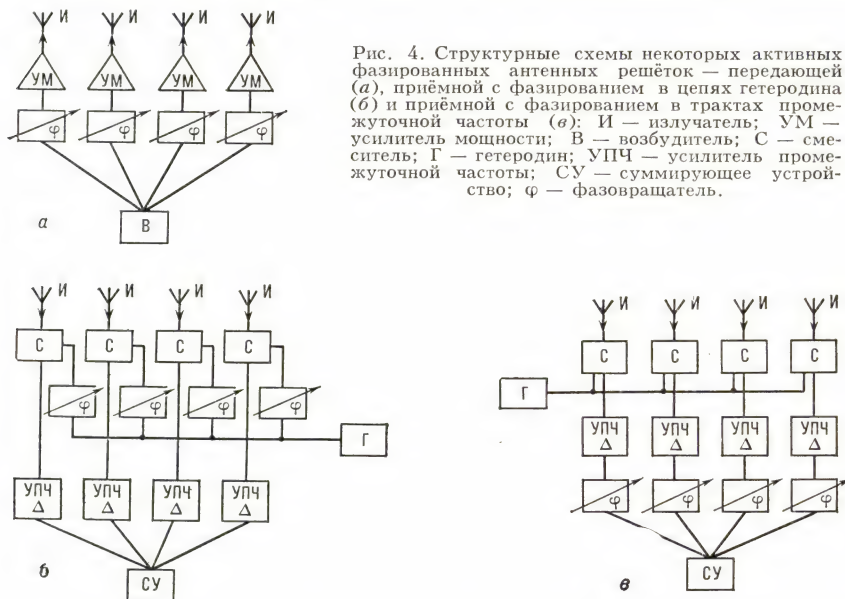 И И И И
УМ УМ УМ УМ
φ φ φ φ
В
а
Рис. 4. Структурные схемы некоторых активных
фазированных антенных решёток — передающей
(а), приёмной с фазированием в цепях гетеродина
(б) и приёмной с фазированием в трактах проме-
жуточной частоты (в): И — излучатель; УМ —
усилитель мощности; В — возбудитель; С — сме-
ситель; Г — гетеродин; УПЧ — усилитель проме-
жуточной частоты; СУ — суммирующее устрой-
ство; φ — фазовращатель.
И И И И
С С С С
φ φ φ φ
Г
УПЧ УПЧ УПЧ УПЧ
Δ Δ Δ Δ
СУ
б
И И И И
С С С С
Г
УПЧ УПЧ УПЧ УПЧ
Δ Δ Δ Δ
φ φ φ φ
СУ
в